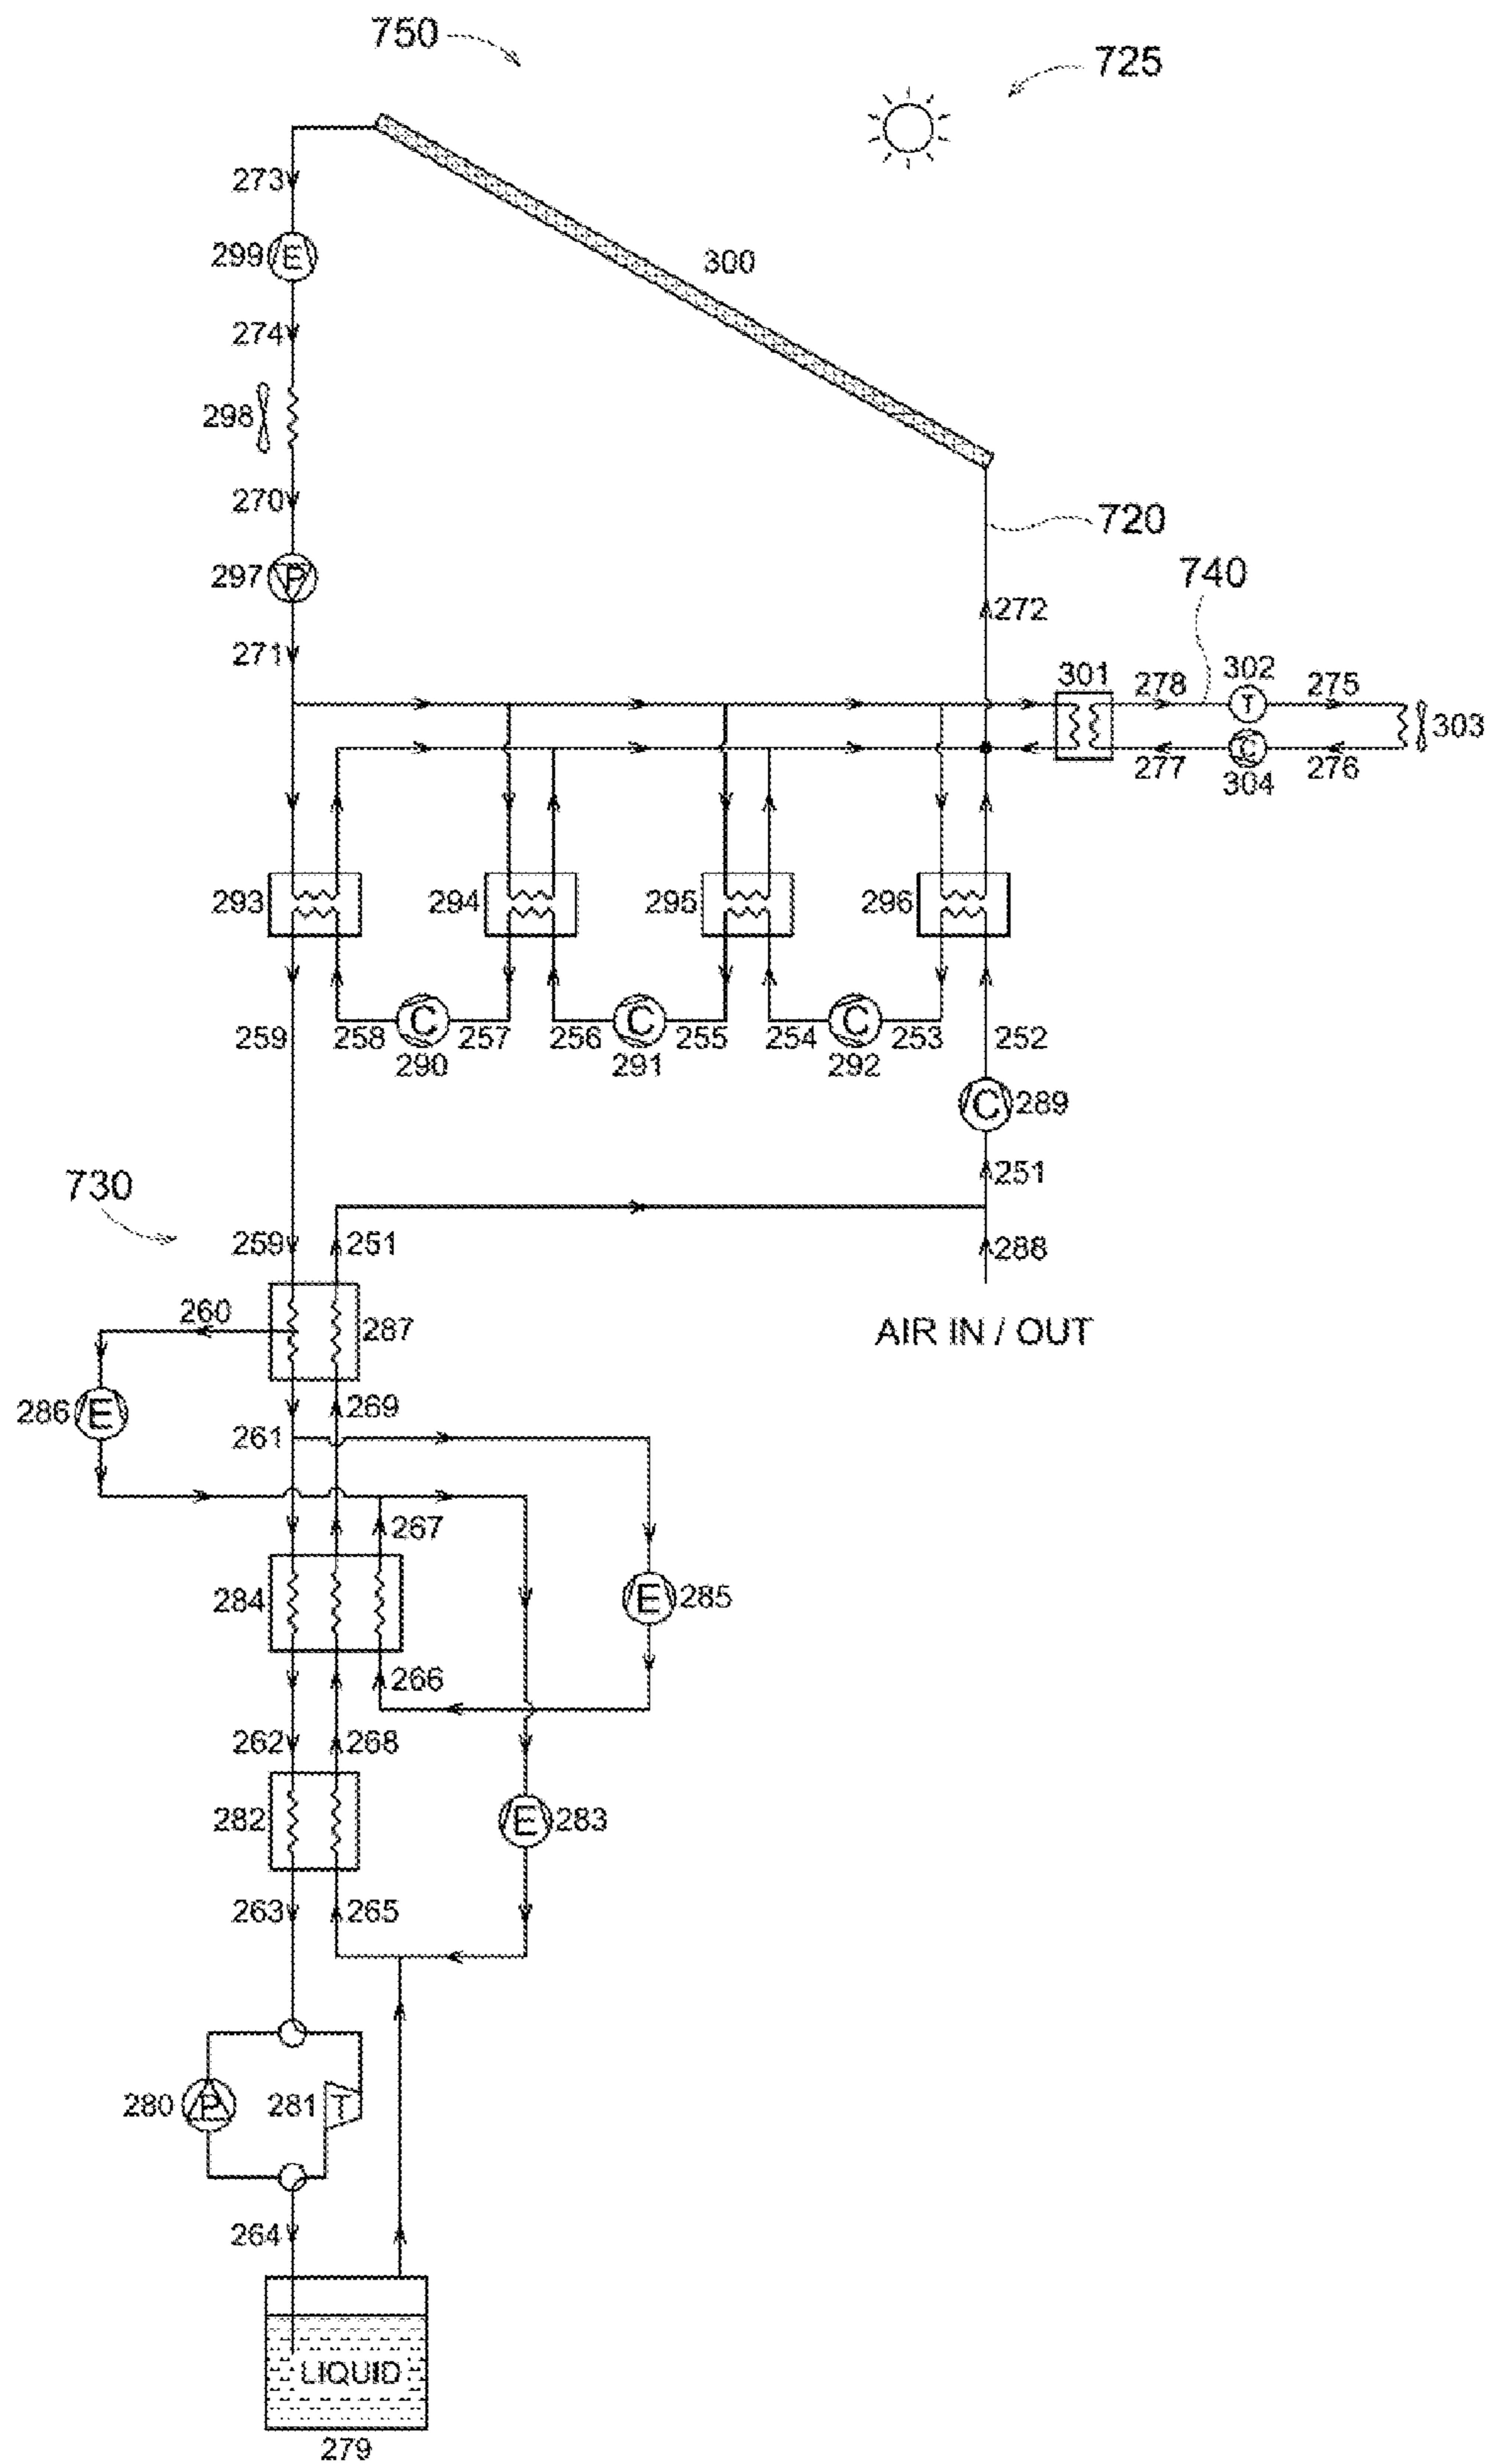 750
725
273
299 E
300
274
298
270
720
297 P
740
272
271
301 278 302 275
T
303
C
277 304 276
293 294 295 296
C C C
259 258 257 256 255 254 253 252
290 291 292
C 289
251
730
259 251
288
260
287
AIR IN / OUT
286 E
269
261
267
284
E 285
266
262 268
282
E 283
263 265
280 P 281 T
264
LIQUID
279